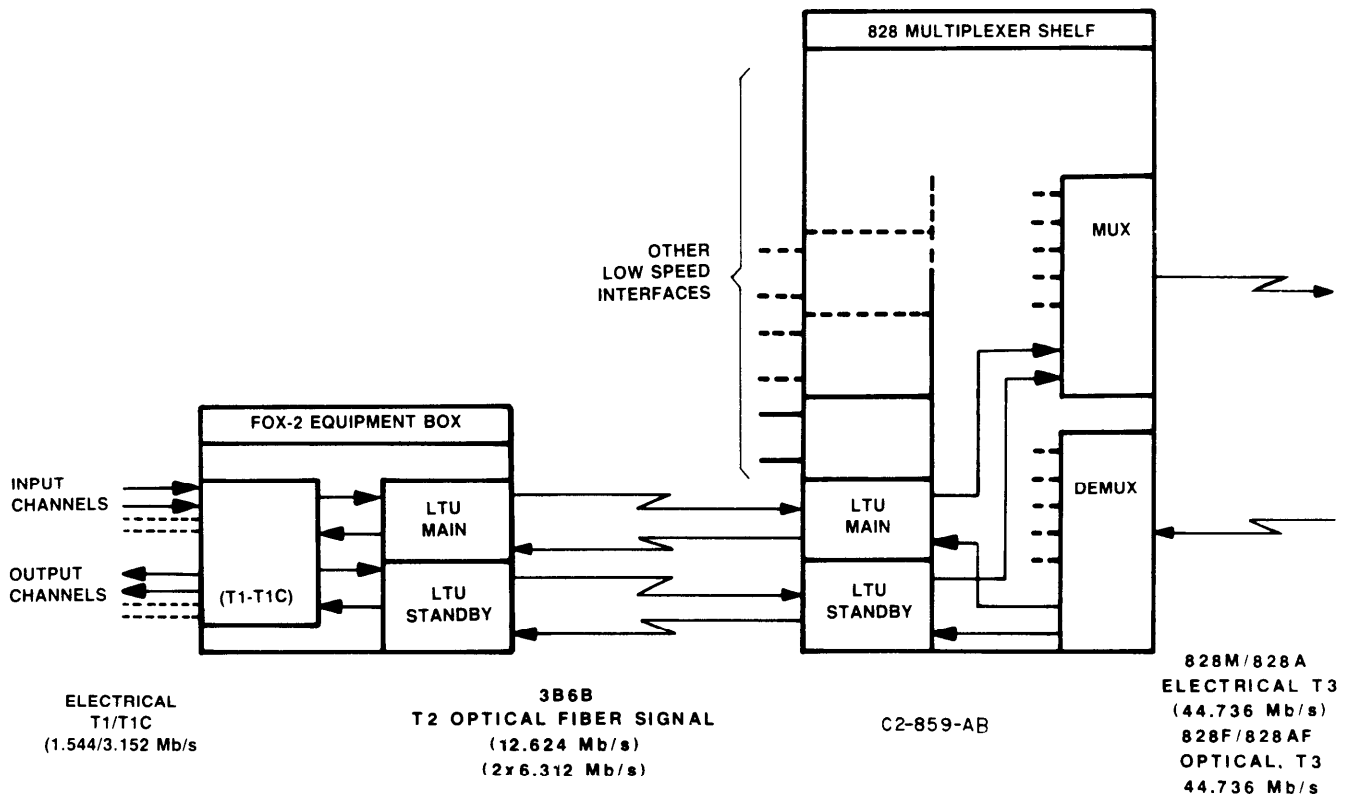 828 MULTIPLEXER SHELF
MUX
OTHER
LOW SPEED
INTERFACES
FOX-2 EQUIPMENT BOX
INPUT
CHANNELS
LTU
MAIN
LTU
MAIN
DEMUX
OUTPUT
CHANNELS
(T1-T1C)
LTU
STANDBY
LTU
STANDBY
ELECTRICAL
T1/T1C
(1.544/3.152 Mb/s
3B6B
T2 OPTICAL FIBER SIGNAL
(12.624 Mb/s)
(2x6.312 Mb/s)
C2-859-AB
828M/828A
ELECTRICAL T3
(44.736 Mb/s)
828F/828AF
OPTICAL, T3
44.736 Mb/s